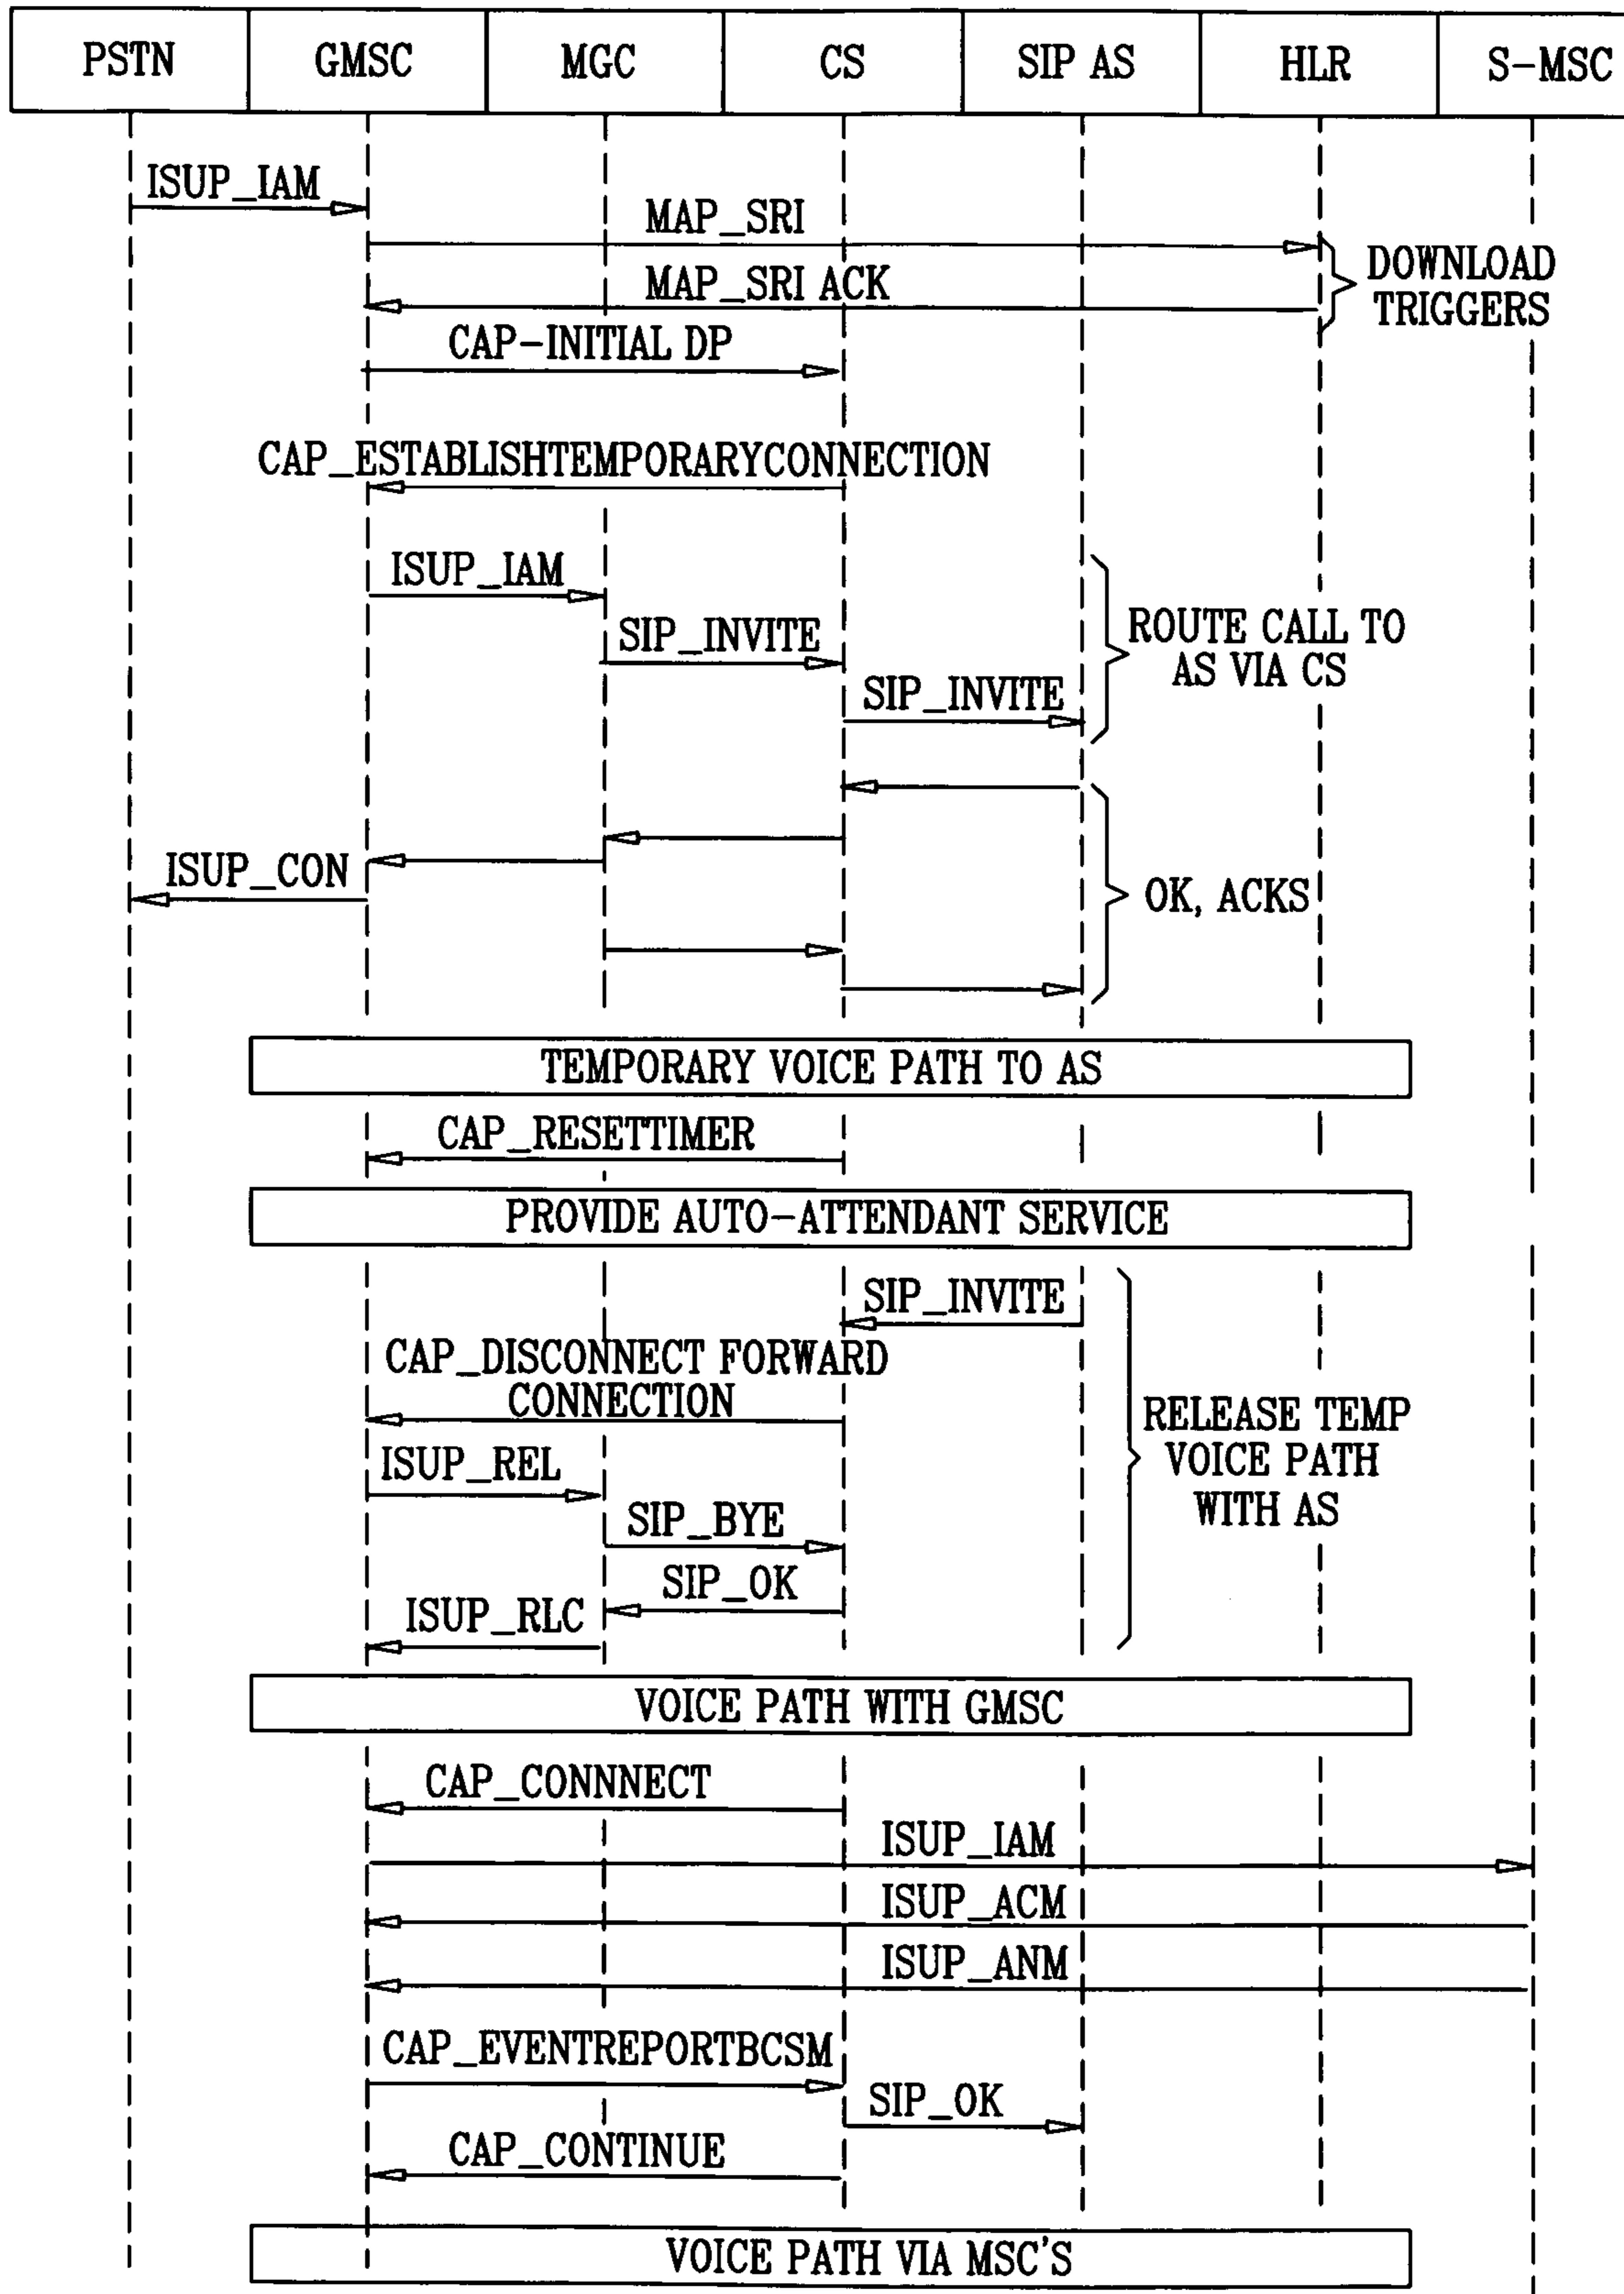 PSTN GMSC MGC CS SIP AS HLR S-MSC
ISUP_IAM
MAP_SRI
MAP_SRI ACK
DOWNLOAD
TRIGGERS
CAP-INITIAL DP
CAP_ESTABLISHTEMPORARYCONNECTION
ISUP_IAM
SIP_INVITE
SIP_INVITE
ROUTE CALL TO
AS VIA CS
ISUP_CON
OK, ACKS
TEMPORARY VOICE PATH TO AS
CAP_RESETTIMER
PROVIDE AUTO-ATTENDANT SERVICE
SIP_INVITE
CAP_DISCONNECT FORWARD
CONNECTION
ISUP_REL
SIP_BYE
SIP_OK
ISUP_RLC
RELEASE TEMP
VOICE PATH
WITH AS
VOICE PATH WITH GMSC
CAP_CONNNECT
ISUP_IAM
ISUP_ACM
ISUP_ANM
CAP_EVENTREPORTBCSM
SIP_OK
CAP_CONTINUE
VOICE PATH VIA MSC'S